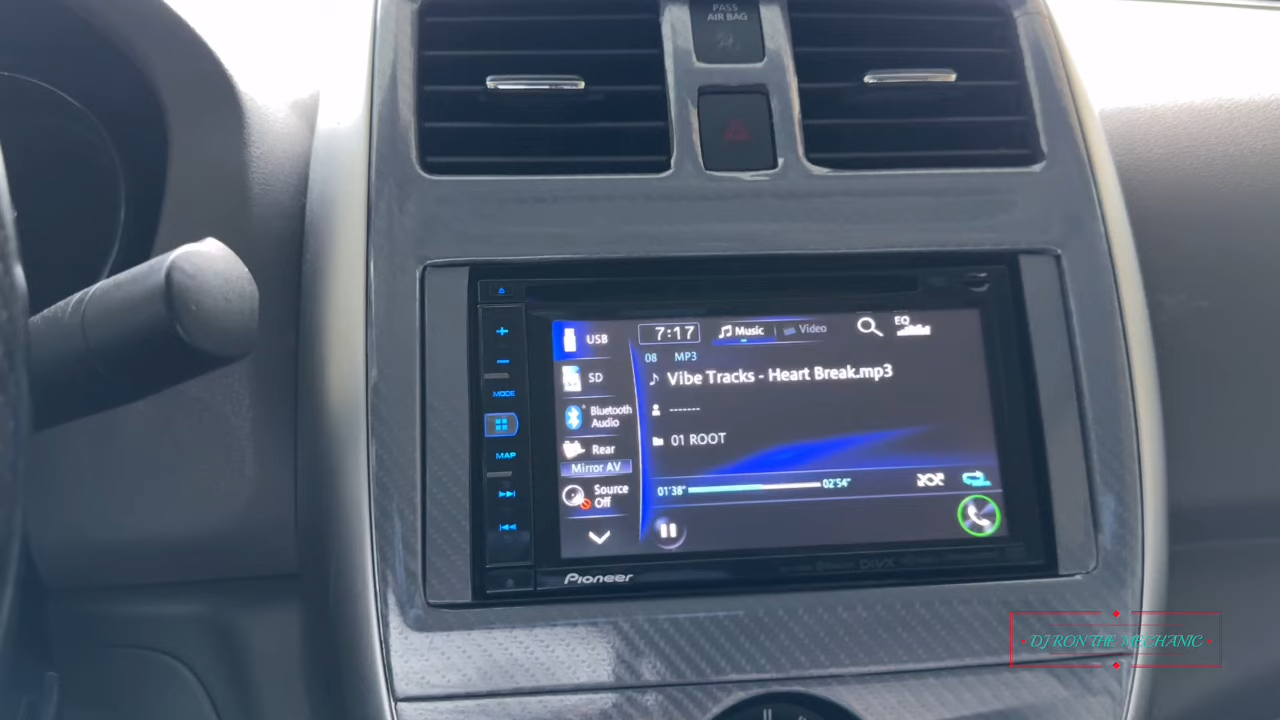 PASS
AIR BAG
USB
7:17
Music
Video
EQ
08 MP3
Vibe Tracks - Heart Break.mp3
SD
-------
Bluetooth
Audio
01 ROOT
Rear
Mirror AV
Source
Off
01'38"
02'54"
MODE
MAP
Pioneer
DIVX
DJ RON THE MECHANIC